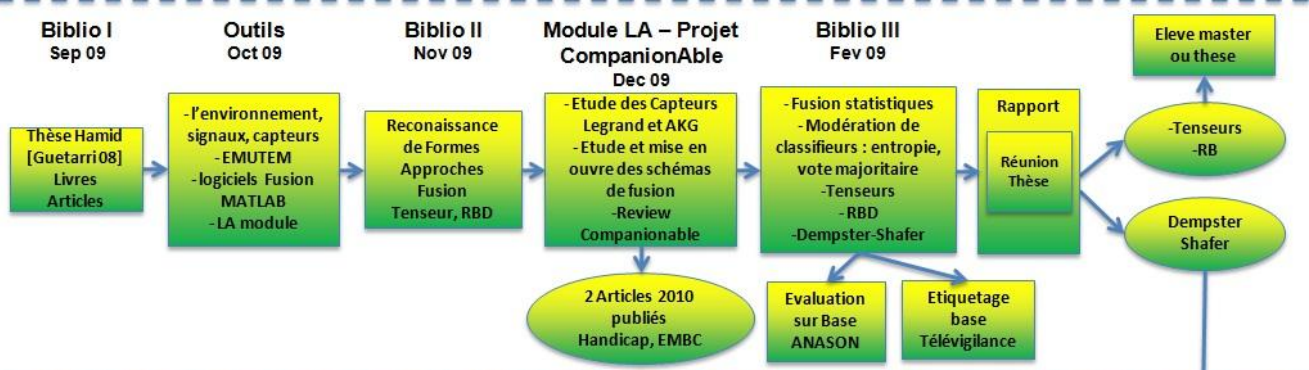 Biblio I
Sep 09
Outils
Oct 09
Biblio II
Nov 09
Module LA – Projet
CompanionAble
Dec 09
Biblio III
Fev 09
Thèse Hamid
[Guetarri 08]
Livres
Articles
-l'environnement,
signaux, capteurs
-EMUTEM
-logiciels Fusion
MATLAB
-LA module
Reconaissance
de Formes
Approches
Fusion
Tenseur, RBD
-Etude des Capteurs
Legrand et AKG
-Etude et mise en
ouvre des schémas
de fusion
-Review
Companionable
-Fusion statistiques
-Modération de
classifieurs : entropie,
vote majoritaire
-Tenseurs
-RBD
-Dempster-Shafer
Rapport
Réunion
Thèse
Eleve master
ou these
-Tenseurs
-RB
Dempster
Shafer
2 Articles 2010
publiés
Handicap, EMBC
Evaluation
sur Base
ANASON
Etiquetage
base
Télévigilance